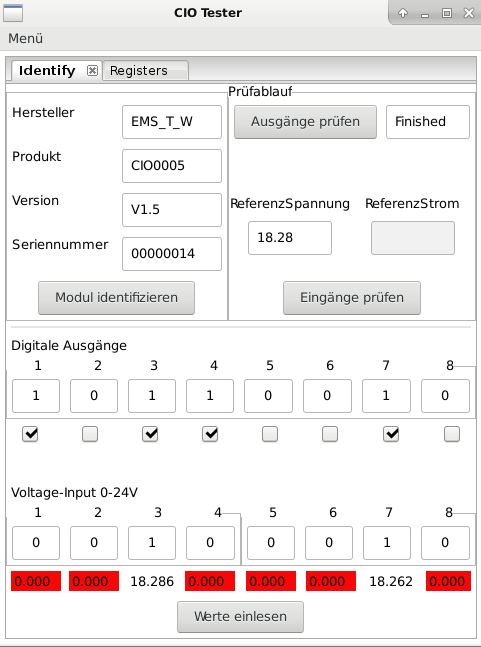 CIO Tester
Menü
Identify Registers
Hersteller EMS_T_W
Produkt CIO0005
Version V1.5
Seriennummer 00000014
Modul identifizieren
Prüfablauf
Ausgänge prüfen Finished
ReferenzSpannung ReferenzStrom
18.28
Eingänge prüfen
Digitale Ausgänge
1 2 3 4 5 6 7 8
1 0 1 1 0 0 1 0
Voltage-Input 0-24V
1 2 3 4 5 6 7 8
0 0 1 0 0 0 1 0
0.000 0.000 18.286 0.000 0.000 0.000 18.262 0.000
Werte einlesen